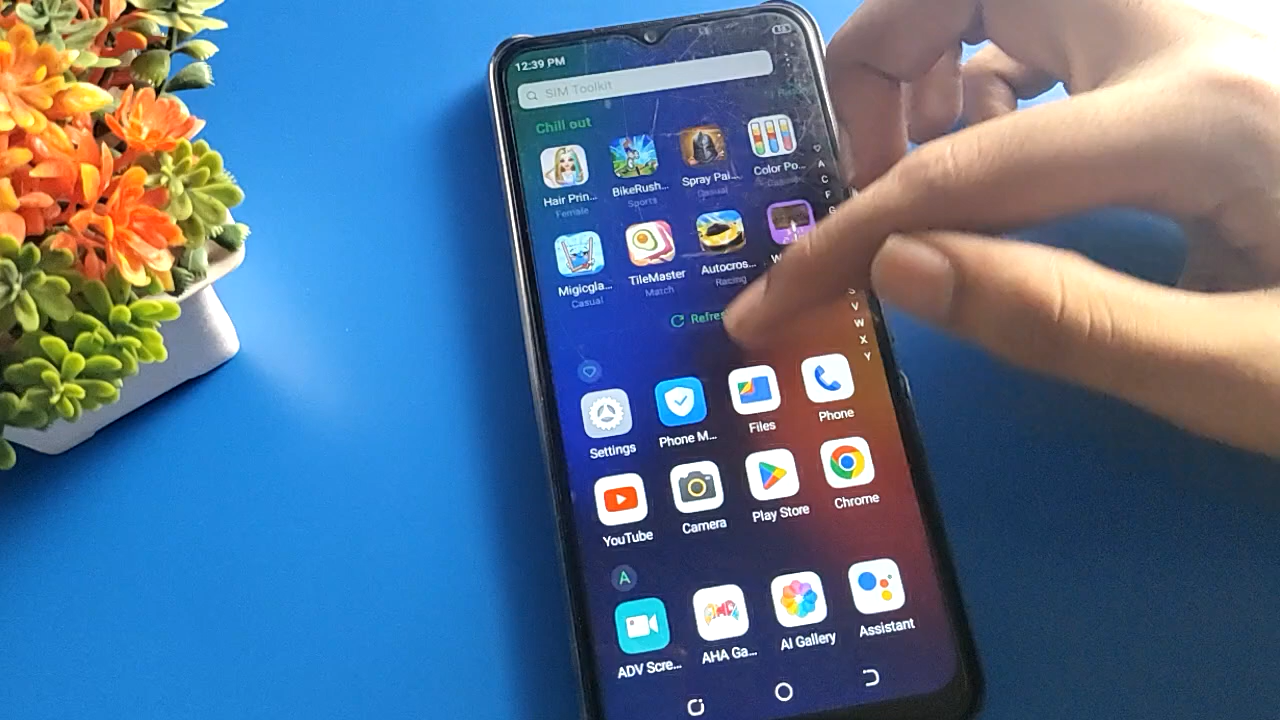 12:39 PM
SIM Toolkit
Chill out
Hair Prin... BikeRush... Spray Pai... Color Po...
Female Sports Casual
Migicgla... TileMaster Autocros...
Casual Match Racing
A
C
F
V
W
X
Y
Settings Phone M... Files Phone
YouTube Camera Play Store Chrome
A
ADV Scre... AHA Ga... AI Gallery Assistant